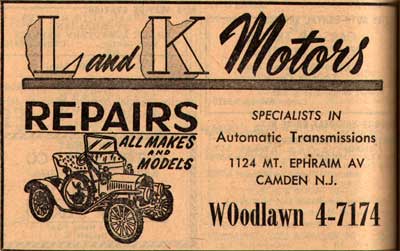 L and K Motors
REPAIRS
ALL MAKES
AND
MODELS
SPECIALISTS IN
Automatic Transmissions
1124 MT. EPHRAIM AV
CAMDEN N.J.
WOodlawn 4-7174